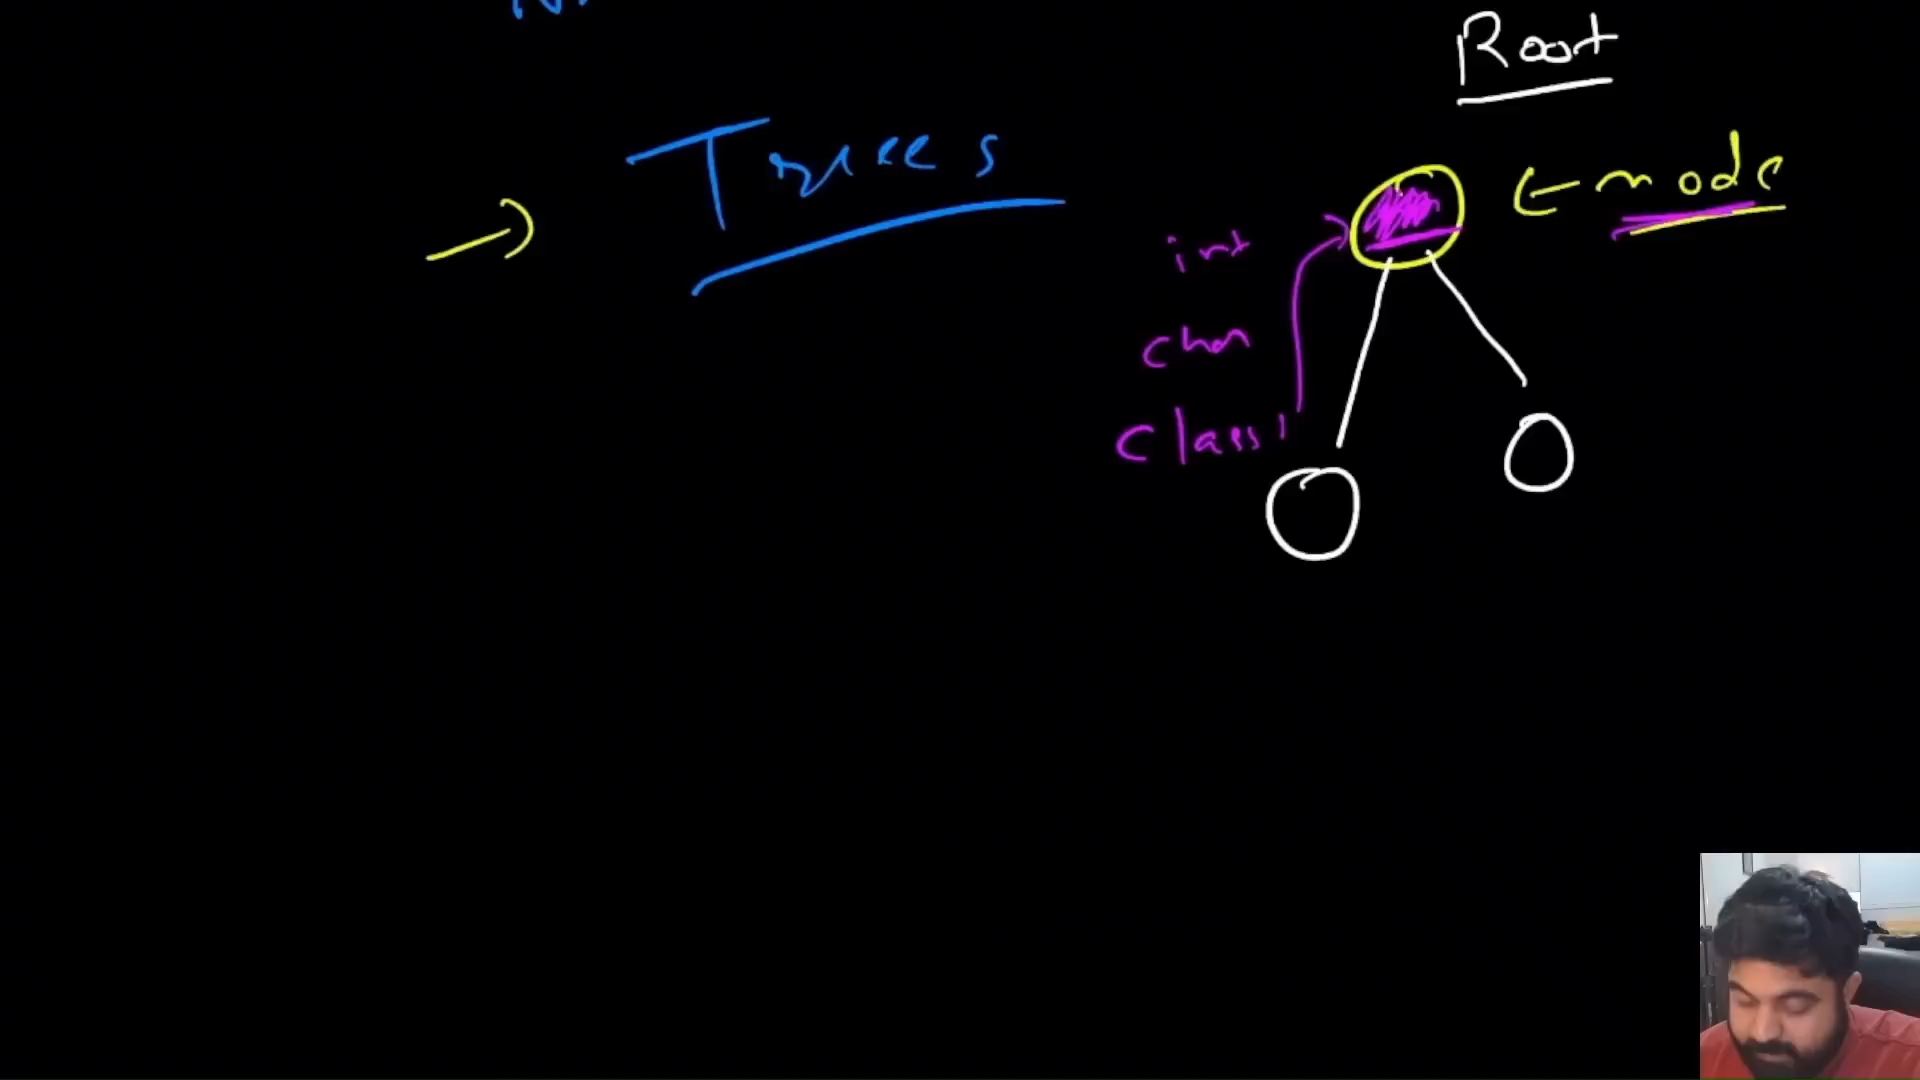 Root
→ Trees
← node
int
char
class